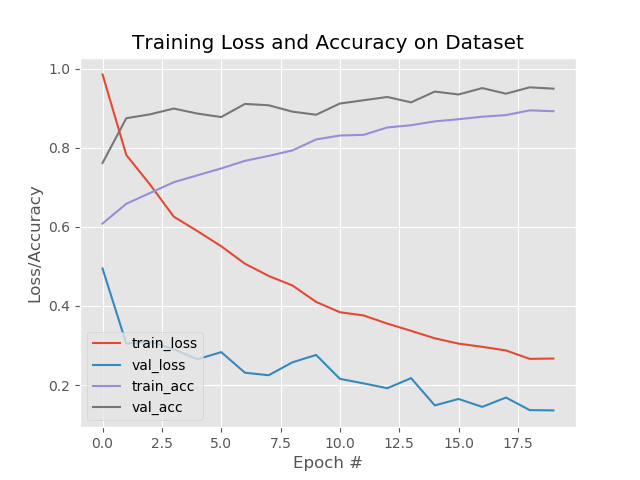 Training Loss and Accuracy on Dataset
1.0
0.8
0.6
0.4
0.2
Loss/Accuracy
train_loss
val_loss
train_acc
val_acc
0.0 2.5 5.0 7.5 10.0 12.5 15.0 17.5
Epoch #